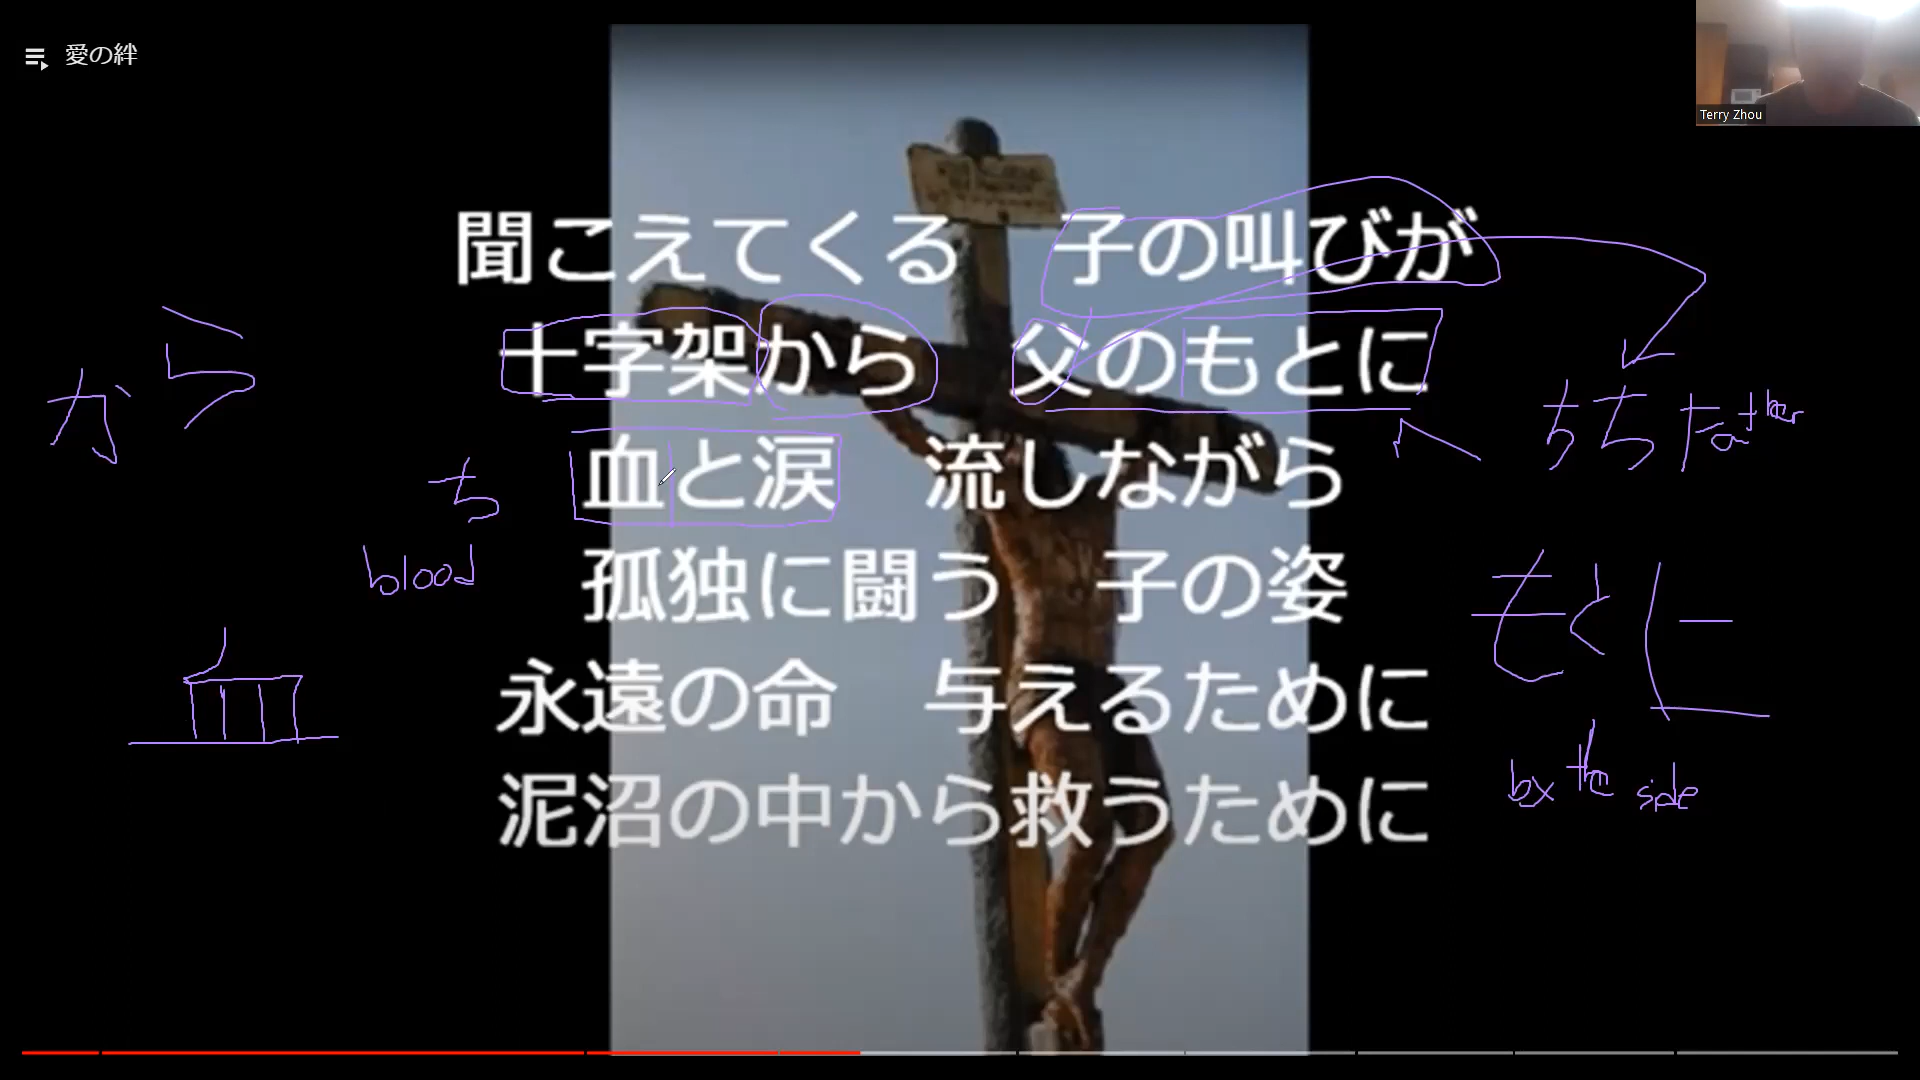 愛の絆
Terry Zhou
聞こえてくる 子の叫びが
十字架から 父のもとに
血と涙 流しながら
孤独に闘う 子の姿
永遠の命 与えるために
泥沼の中から救うために
から
ち
blood
血
ちち Father
もとに
by the side